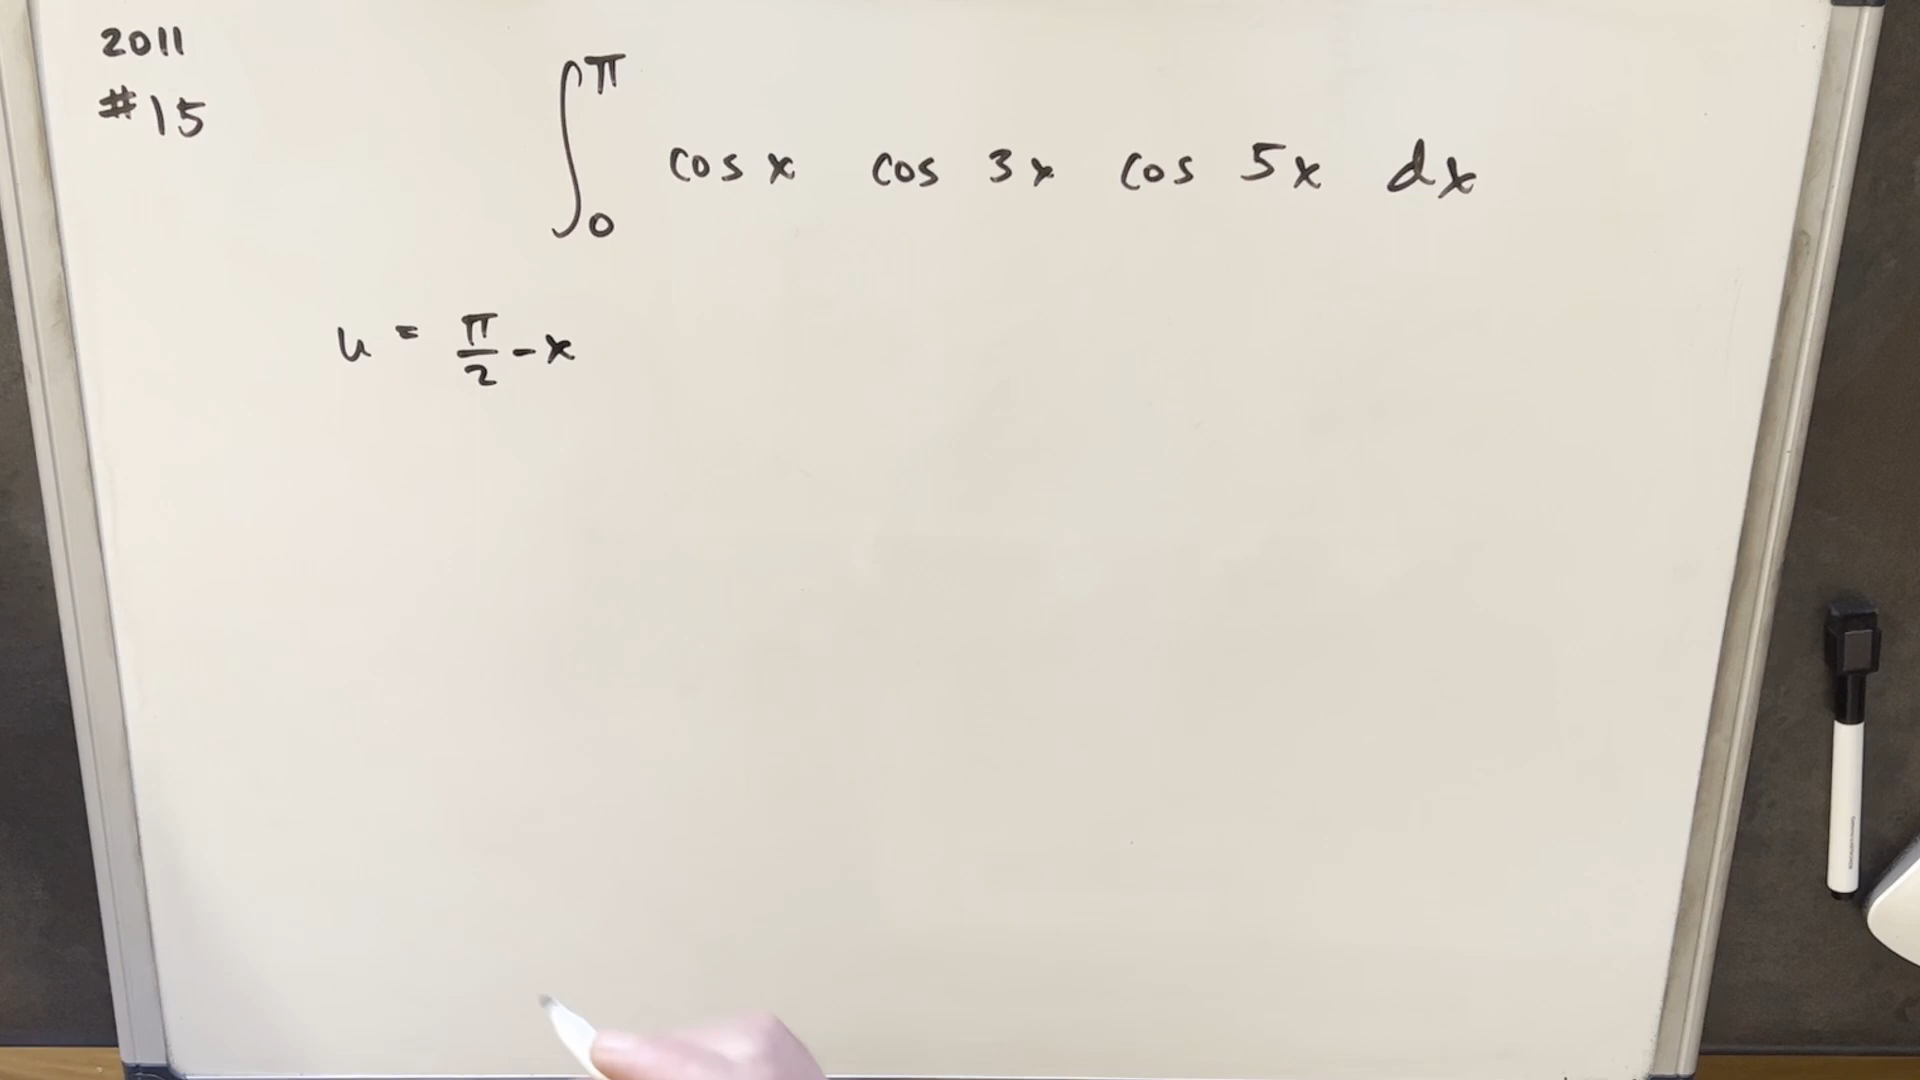 2011
#15
∫₀^π cos x cos 3x cos 5x dx
u = π/2 - x